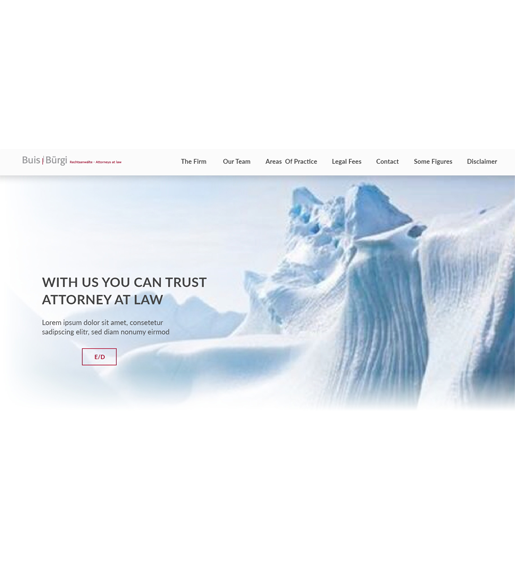 Buis Bürgi Rechtsanwälte - Attorneys at law
The Firm Our Team Areas Of Practice Legal Fees Contact Some Figures Disclaimer
WITH US YOU CAN TRUST
ATTORNEY AT LAW
Lorem ipsum dolor sit amet, consetetur
sadipscing elitr, sed diam nonumy eirmod
E/D